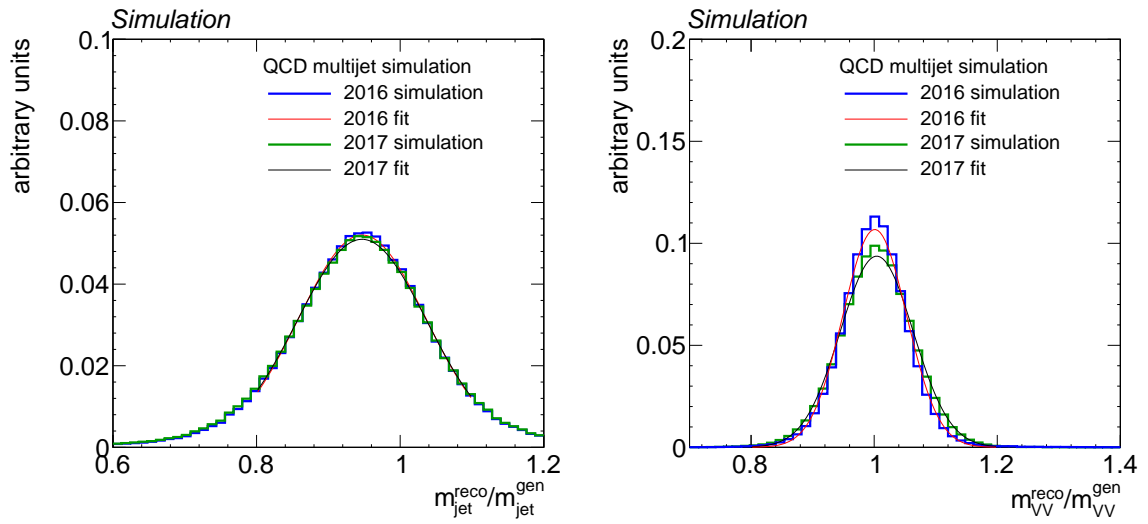 Simulation
arbitrary units
0.1
0.08
0.06
0.04
0.02
0
0.6
0.8
1
1.2
QCD multijet simulation
2016 simulation
2016 fit
2017 simulation
2017 fit
m_jet^reco/m_jet^gen
Simulation
arbitrary units
0.2
0.15
0.1
0.05
0
0.8
1
1.2
1.4
QCD multijet simulation
2016 simulation
2016 fit
2017 simulation
2017 fit
m_VV^reco/m_VV^gen